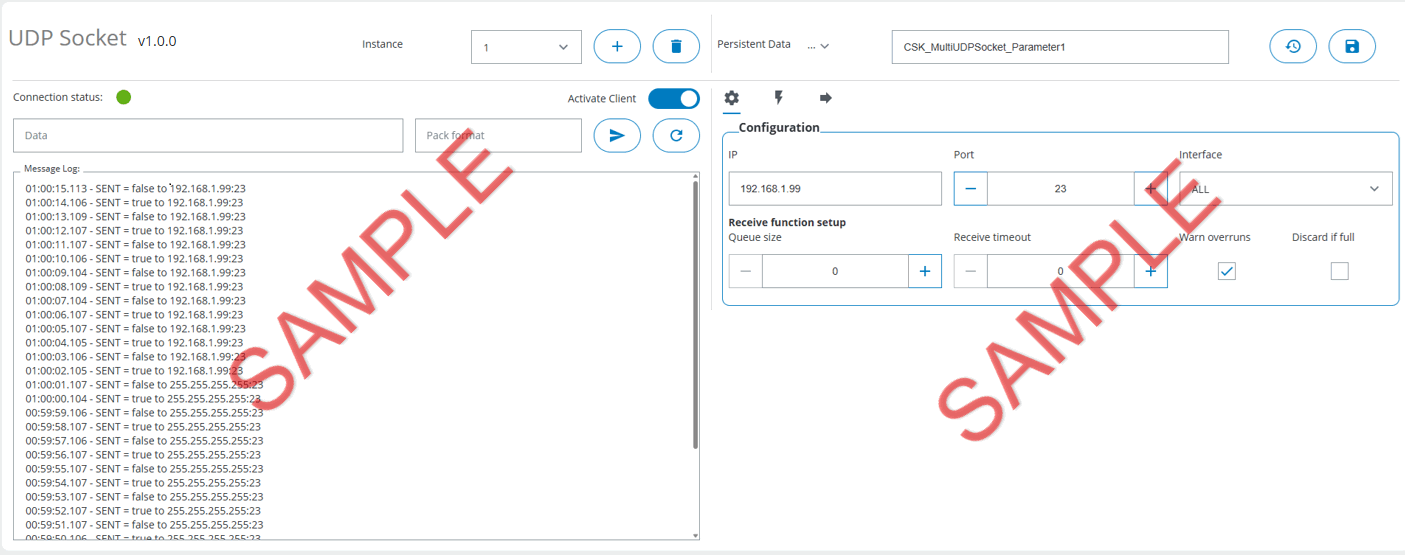 UDP Socket v1.0.0
Instance
1
Persistent Data ...
CSK_MultiUDPSocket_Parameter1
Connection status:
Activate Client
Data
Pack format
Message Log:
01:00:15.113 - SENT = false to 192.168.1.99:23
01:00:14.106 - SENT = true to 192.168.1.99:23
01:00:13.109 - SENT = false to 192.168.1.99:23
01:00:12.107 - SENT = true to 192.168.1.99:23
01:00:11.107 - SENT = false to 192.168.1.99:23
01:00:10.106 - SENT = true to 192.168.1.99:23
01:00:09.104 - SENT = false to 192.168.1.99:23
01:00:08.109 - SENT = true to 192.168.1.99:23
01:00:07.104 - SENT = false to 192.168.1.99:23
01:00:06.107 - SENT = true to 192.168.1.99:23
01:00:05.107 - SENT = false to 192.168.1.99:23
01:00:04.105 - SENT = true to 192.168.1.99:23
01:00:03.106 - SENT = false to 192.168.1.99:23
01:00:02.105 - SENT = true to 192.168.1.99:23
01:00:01.107 - SENT = false to 255.255.255.255:23
01:00:00.104 - SENT = true to 255.255.255.255:23
00:59:59.106 - SENT = false to 255.255.255.255:23
00:59:58.107 - SENT = true to 255.255.255.255:23
00:59:57.106 - SENT = false to 255.255.255.255:23
00:59:56.107 - SENT = true to 255.255.255.255:23
00:59:55.107 - SENT = false to 255.255.255.255:23
00:59:54.107 - SENT = true to 255.255.255.255:23
00:59:53.107 - SENT = false to 255.255.255.255:23
00:59:52.107 - SENT = true to 255.255.255.255:23
00:59:51.107 - SENT = false to 255.255.255.255:23
00:59:50.106 - SENT = true to 255.255.255.255:23
SAMPLE
Configuration
IP
Port
Interface
192.168.1.99
23
ALL
Receive function setup
Queue size
Receive timeout
Warn overruns
Discard if full
0
0
SAMPLE